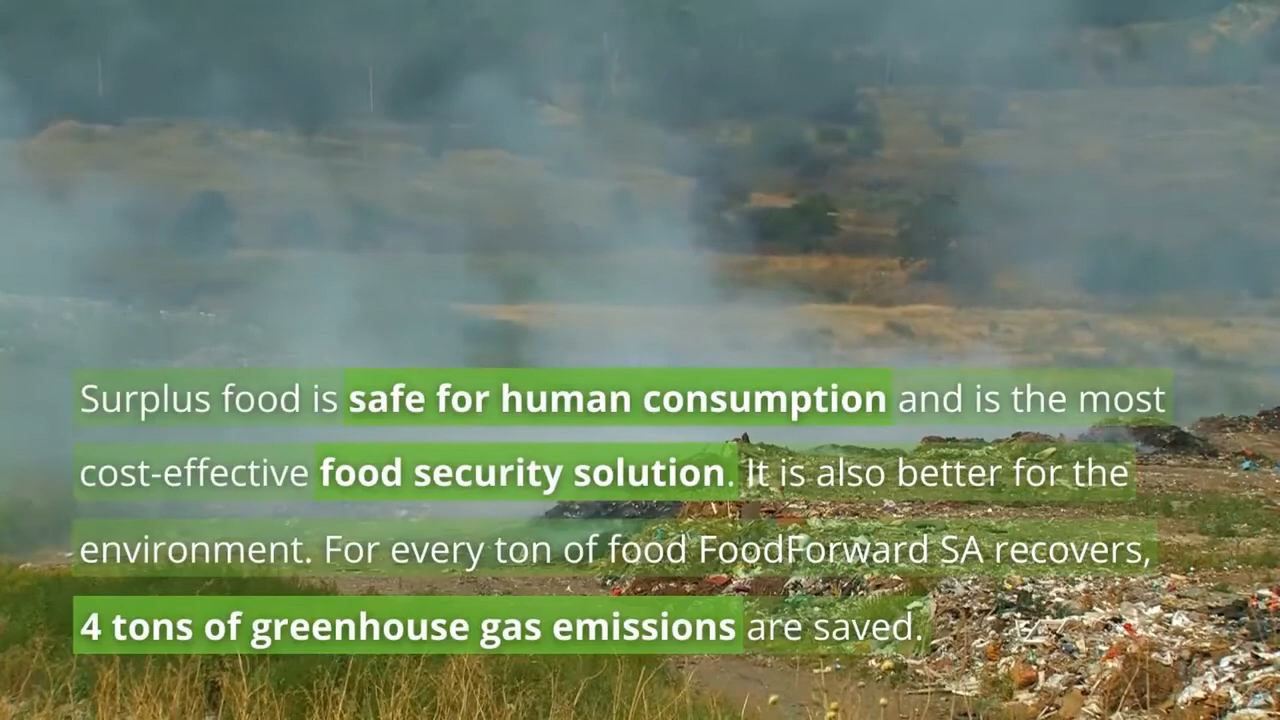 Surplus food is safe for human consumption and is the most
cost-effective food security solution. It is also better for the
environment. For every ton of food FoodForward SA recovers,
4 tons of greenhouse gas emissions are saved.